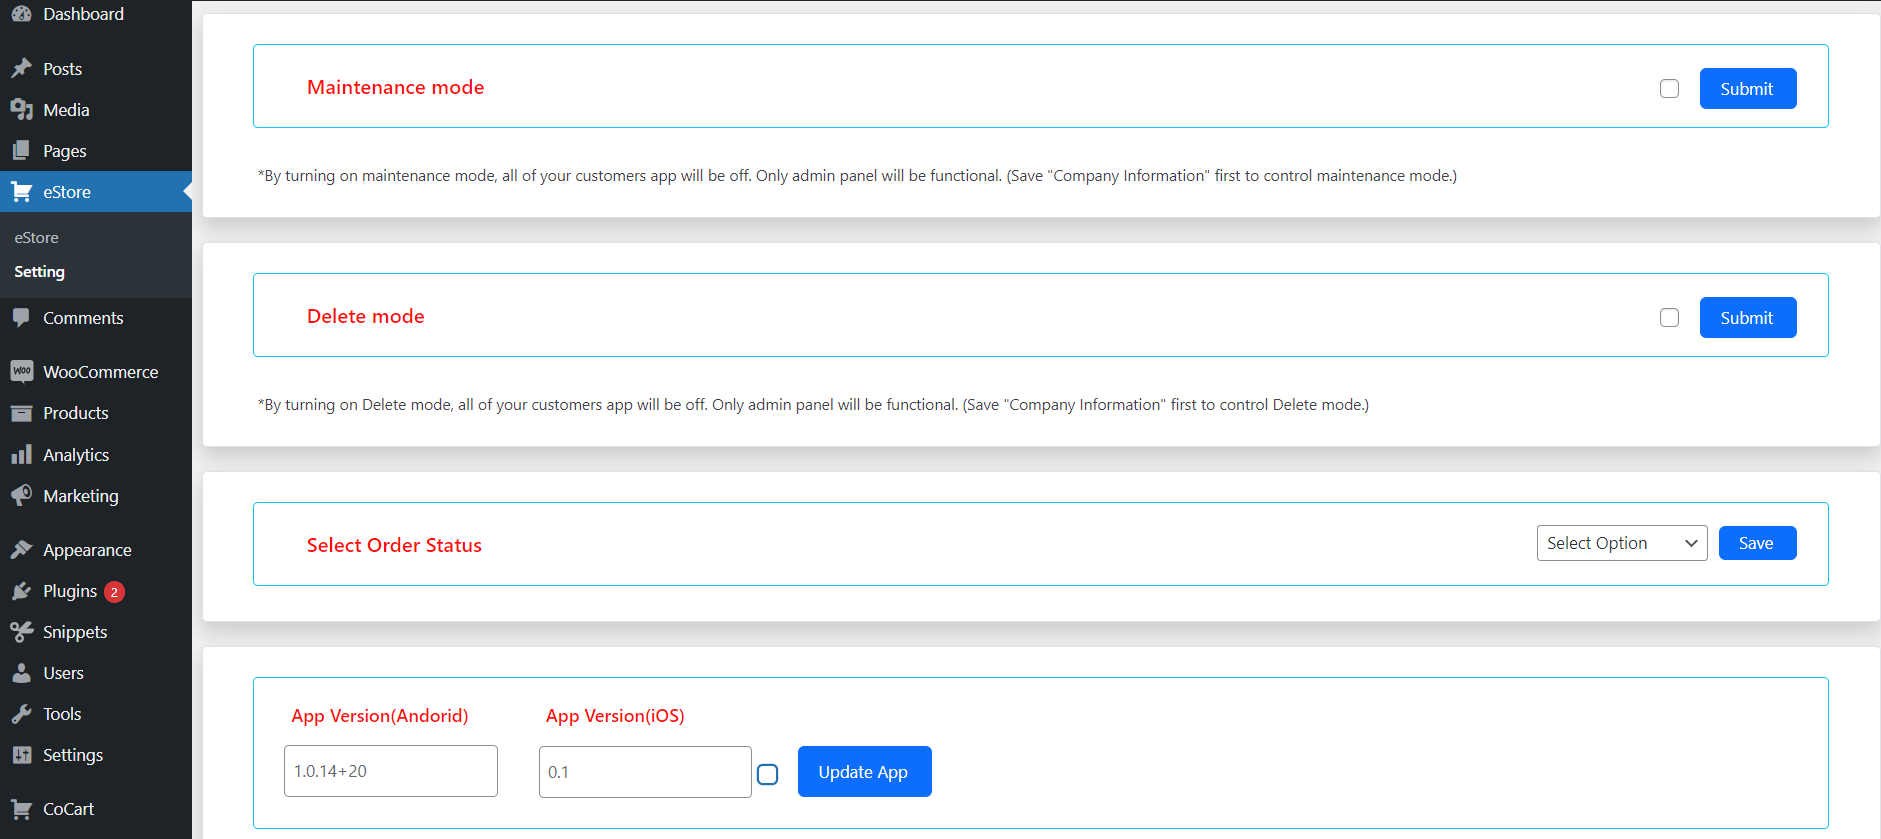 Dashboard
Posts
Media
Pages
eStore
eStore
Setting
Comments
WooCommerce
Products
Analytics
Marketing
Appearance
Plugins 2
Snippets
Users
Tools
Settings
CoCart
Maintenance mode
Submit
*By turning on maintenance mode, all of your customers app will be off. Only admin panel will be functional. (Save "Company Information" first to control maintenance mode.)
Delete mode
Submit
*By turning on Delete mode, all of your customers app will be off. Only admin panel will be functional. (Save "Company Information" first to control Delete mode.)
Select Order Status
Select Option
Save
App Version(Andorid)
App Version(iOS)
1.0.14+20
0.1
Update App